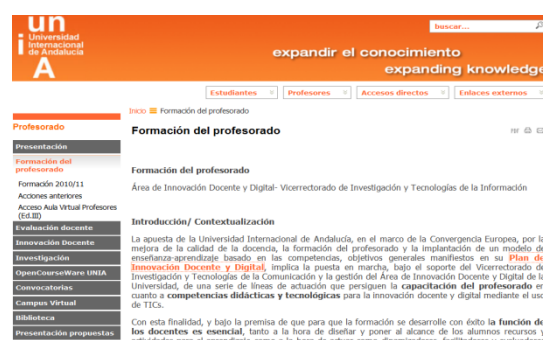 un
i Universidad
Internacional
de Andalucía
A
buscar...
expandir el conocimiento
expanding knowledge
Estudiantes
Profesores
Accesos directos
Enlaces externos
Inicio Formación del profesorado
Profesorado
Presentación
Formación del
profesorado
Formación 2010/11
Acciones anteriores
Acceso Aula Virtual Profesores
(Ed.III)
Evaluación docente
Innovación Docente
Investigación
OpenCourseWare UNIA
Convocatorias
Campus Virtual
Biblioteca
Presentación propuestas
Formación del profesorado
Formación del profesorado
Área de Innovación Docente y Digital- Vicerrectorado de Investigación y Tecnologías de la Información
Introducción/ Contextualización
La apuesta de la Universidad Internacional de Andalucía, en el marco de la Convergencia Europea, por la
mejora de la calidad de la docencia, la formación del profesorado y la implantación de un modelo de
enseñanza-aprendizaje basado en las competencias, objetivos generales manifiestos en su Plan de
Innovación Docente y Digital, implica la puesta en marcha, bajo el soporte del Vicerrectorado de
Investigación y Tecnologías de la Comunicación y la gestión del Área de Innovación Docente y Digital de la
Universidad, de una serie de líneas de actuación que persiguen la capacitación del profesorado en
cuanto a competencias didácticas y tecnológicas para la innovación docente y digital mediante el uso
de TICs.
Con esta finalidad, y bajo la premisa de que para que la formación se desarrolle con éxito la función de
los docentes es esencial, tanto a la hora de diseñar y poner al alcance de los alumnos recursos y